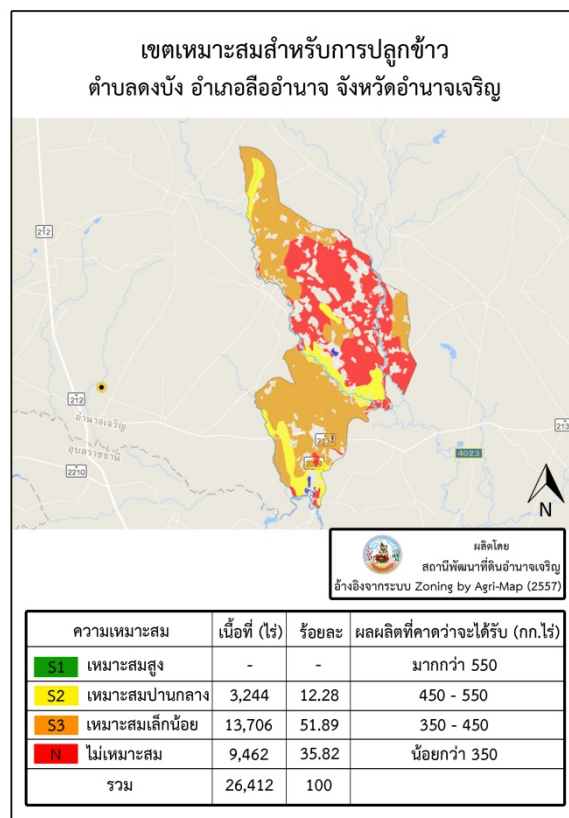 เขตเหมาะสมสำหรับการปลูกข้าว
ตำบลดงบัง อำเภอลืออำนาจ จังหวัดอำนาจเจริญ
212
212
อำนาจเจริญ
อุบลราชธานี
2210
213
4023
N
ผลิตโดย
สถานีพัฒนาที่ดินอำนาจเจริญ
อ้างอิงจากระบบ Zoning by Agri-Map (2557)
ความเหมาะสม เนื้อที่ (ไร่) ร้อยละ ผลผลิตที่คาดว่าจะได้รับ (กก.ไร่)
S1 เหมาะสมสูง - - มากกว่า 550
S2 เหมาะสมปานกลาง 3,244 12.28 450 - 550
S3 เหมาะสมเล็กน้อย 13,706 51.89 350 - 450
N ไม่เหมาะสม 9,462 35.82 น้อยกว่า 350
รวม 26,412 100